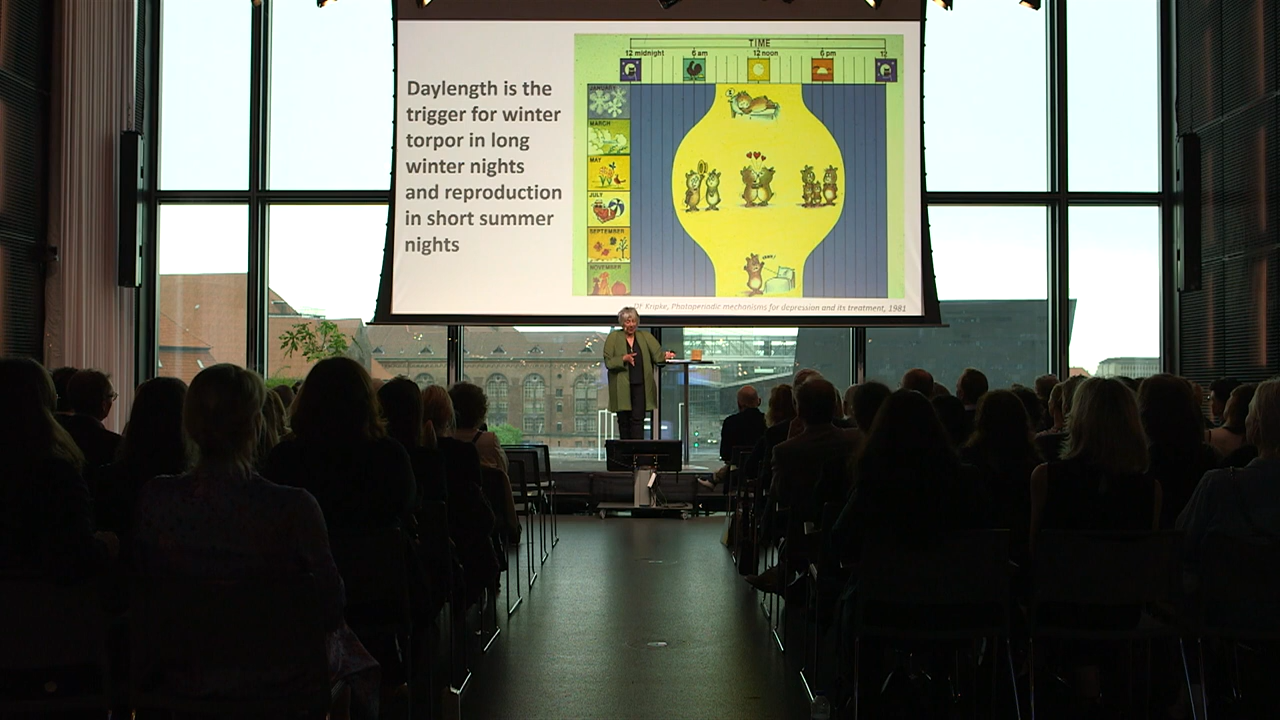 Daylength is the
trigger for winter
torpor in long
winter nights
and reproduction
in short summer
nights
TIME
12 midnight 6 am 12 noon 6 pm 12
JANUARY
MARCH
MAY
JULY
SEPTEMBER
NOVEMBER
DF Kripke, Photoperiodic mechanisms for depression and its treatment, 1981